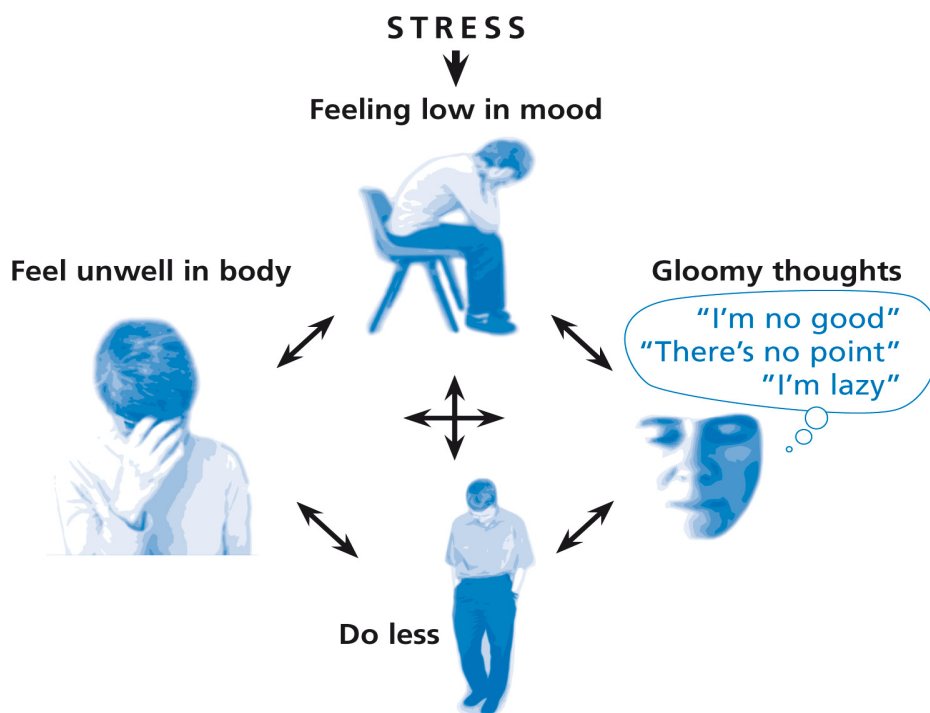 STRESS
Feeling low in mood
Feel unwell in body
Gloomy thoughts
"I'm no good"
"There's no point"
"I'm lazy"
Do less